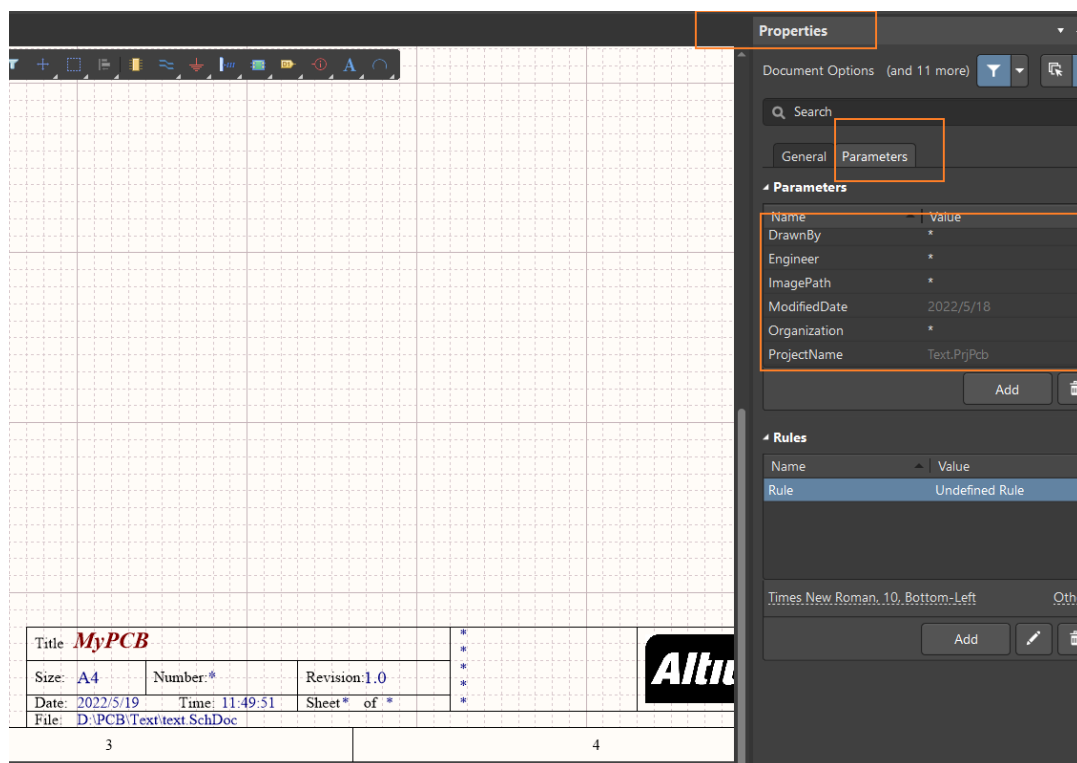 Properties
Document Options (and 11 more)
Search
General Parameters
Parameters
Name Value
DrawnBy *
Engineer *
ImagePath *
ModifiedDate 2022/5/18
Organization *
ProjectName Text.PrjPcb
Add
Rules
Name Value
Rule Undefined Rule
Times New Roman, 10, Bottom-Left Oth
Add
A
D1
Title MyPCB *
*
Size: A4 Number:* Revision:1.0 *
*
Date: 2022/5/19 Time: 11:49:51 Sheet* of * *
File: D:\PCB\Text\text.SchDoc
Altiu
3 4